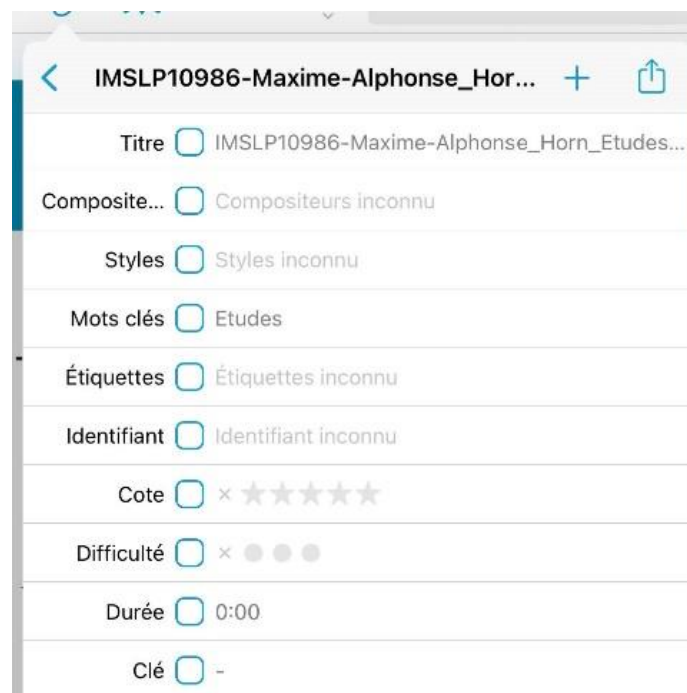 IMSLP10986-Maxime-Alphonse_Hor...
Titre IMSLP10986-Maxime-Alphonse_Horn_Etudes...
Composite... Compositeurs inconnu
Styles Styles inconnu
Mots clés Etudes
Étiquettes Étiquettes inconnu
Identifiant Identifiant inconnu
Cote
Difficulté
Durée 0:00
Clé -